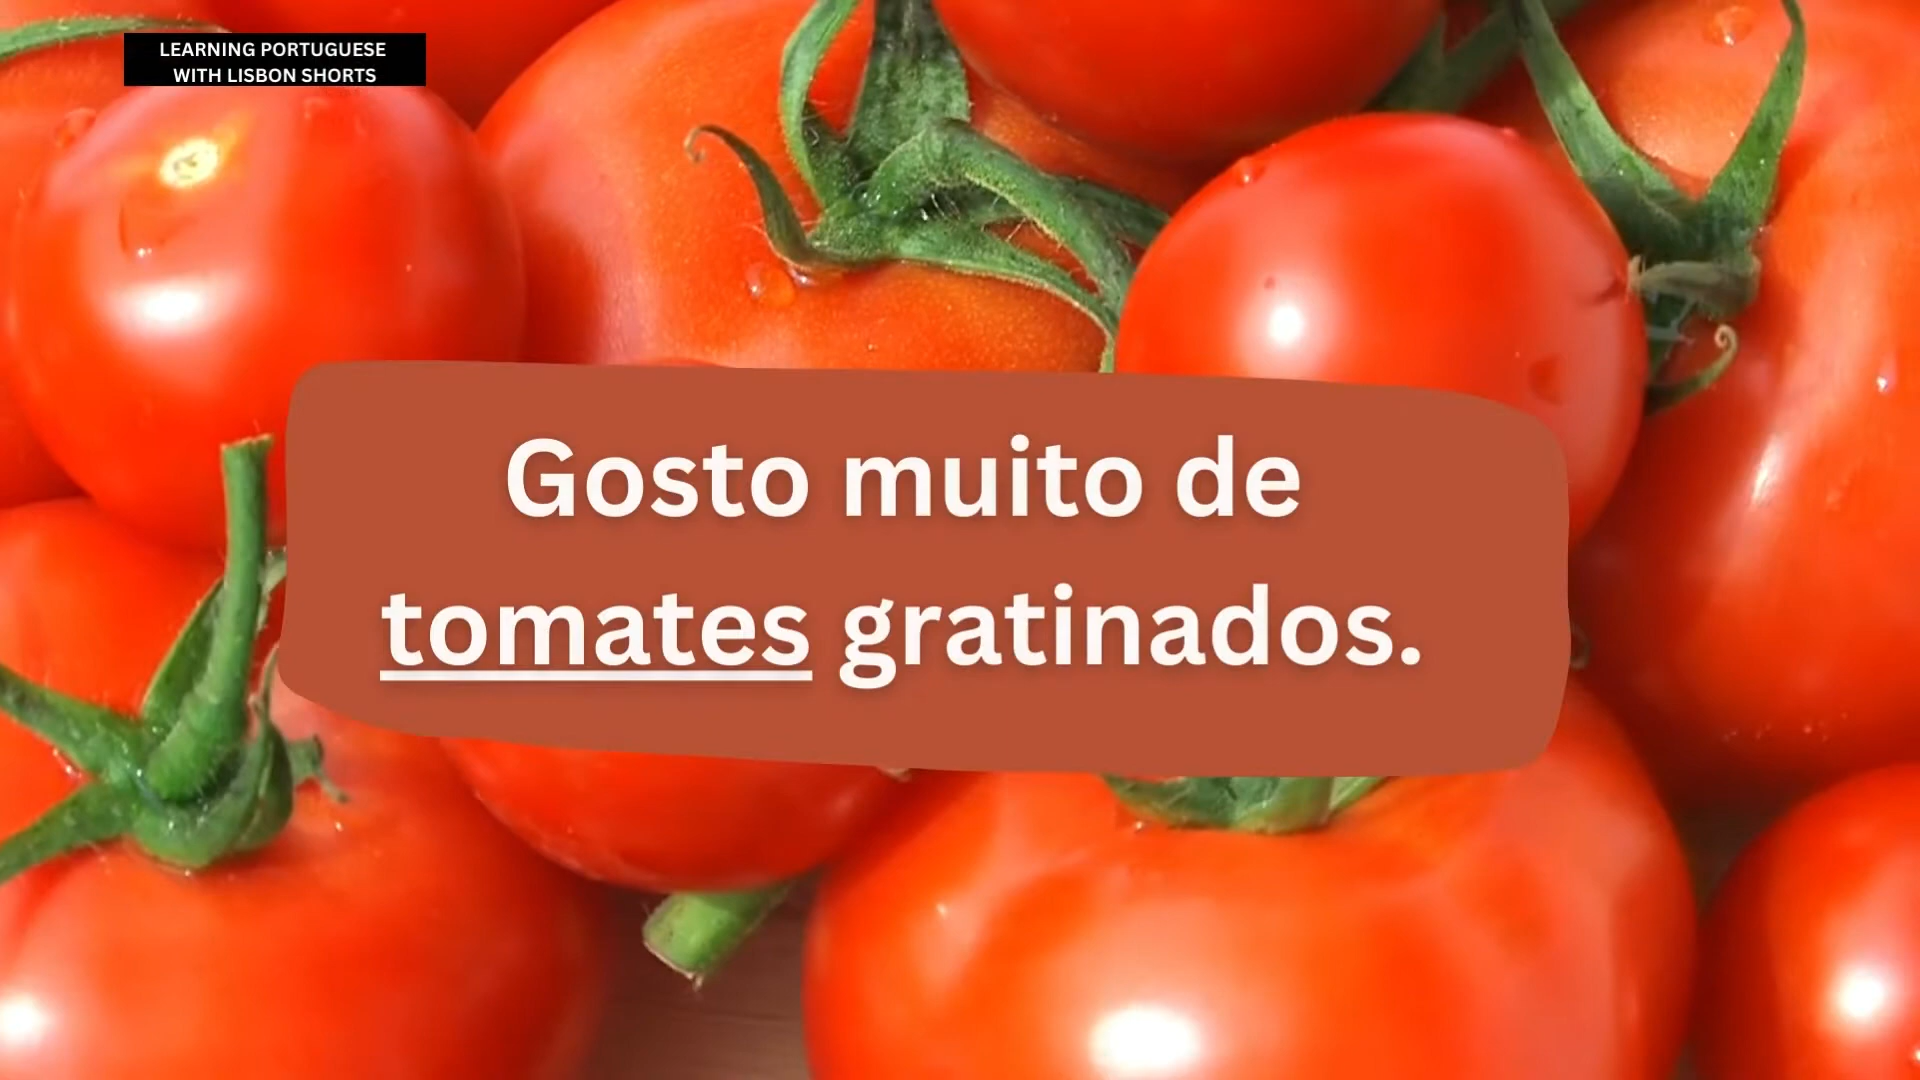 LEARNING PORTUGUESE
WITH LISBON SHORTS
Gosto muito de
tomates gratinados.